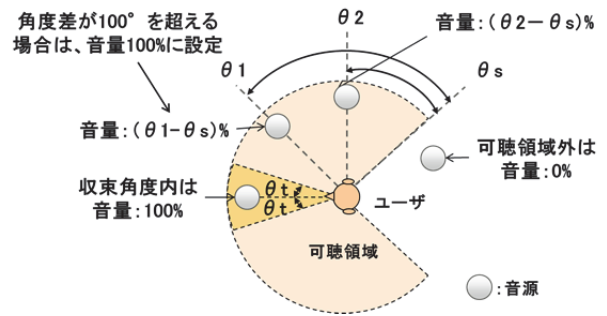 角度差が100°を超える
場合は、音量100%に設定
θ1
θ2
音量:(θ2-θs)%
θs
音量:(θ1-θs)%
可聴領域外は
音量:0%
収束角度内は
音量:100%
θt
θt
ユーザ
可聴領域
:音源